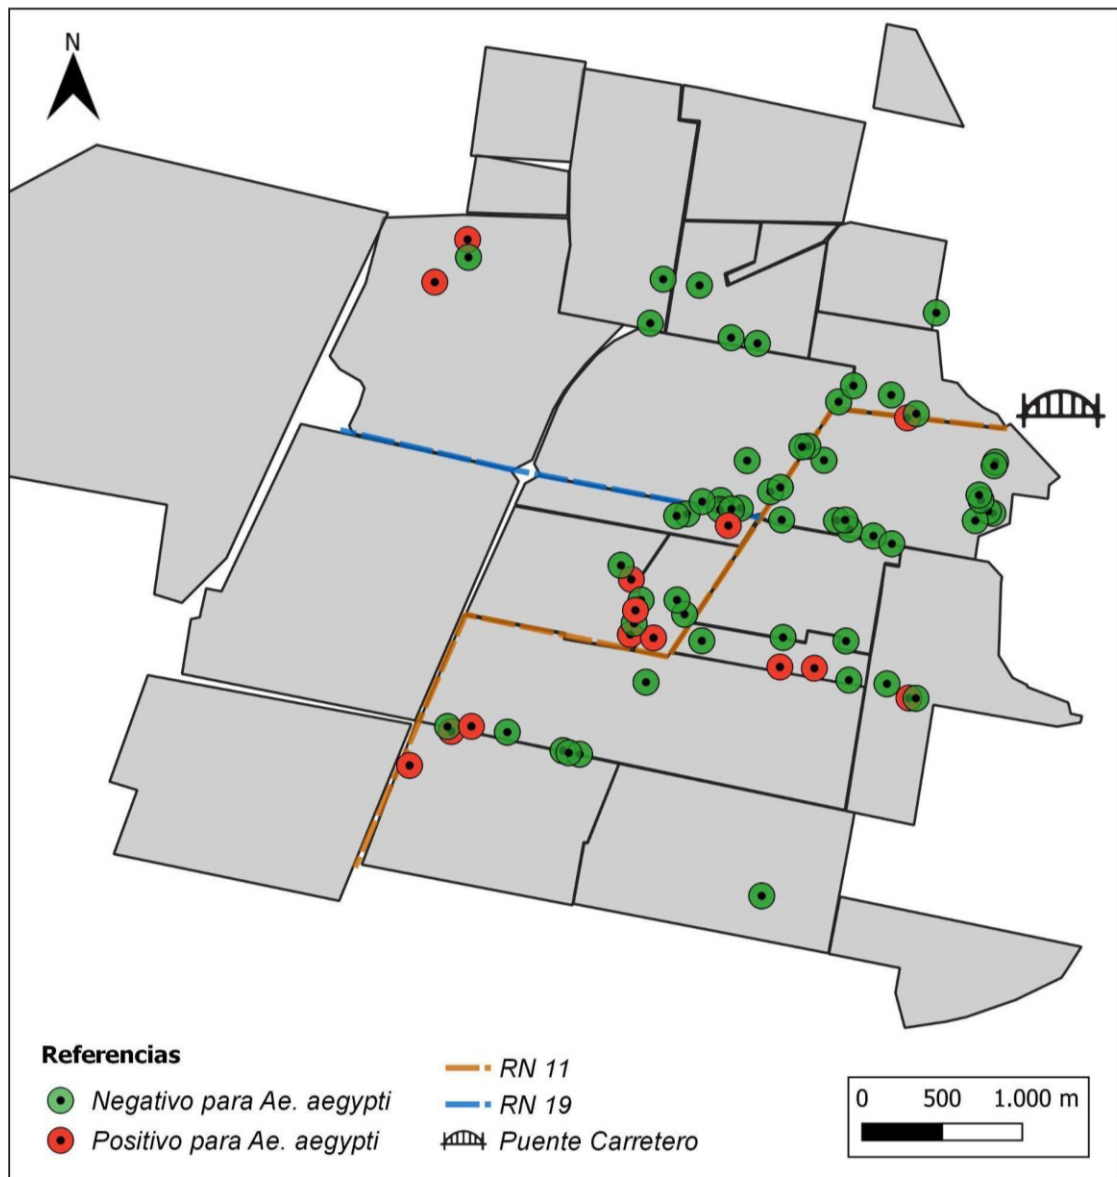 N
Referencias
Negativo para Ae. aegypti
Positivo para Ae. aegypti
RN 11
RN 19
Puente Carretero
0 500 1.000 m